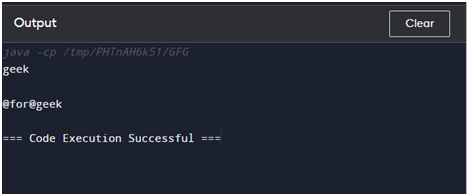 Output
Clear
java -cp /tmp/PHTnAH6k51/GFG
geek
@for@geek
=== Code Execution Successful ===